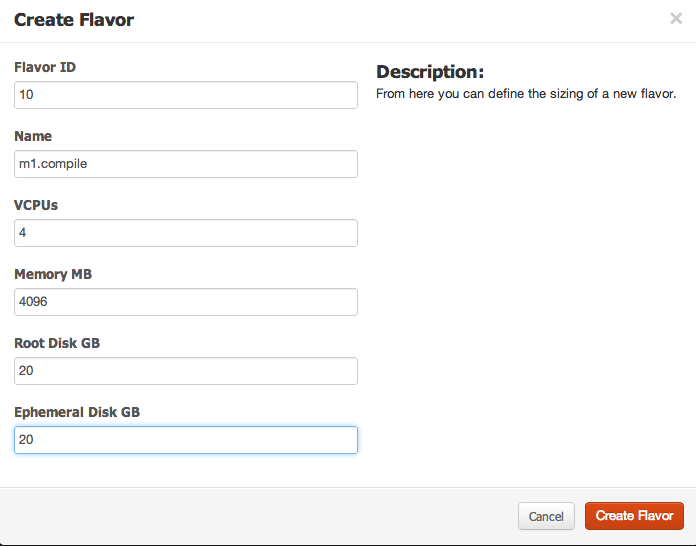 Create Flavor
×
Flavor ID
10
Name
m1.compile
VCPUs
4
Memory MB
4096
Root Disk GB
20
Ephemeral Disk GB
20
Description:
From here you can define the sizing of a new flavor.
Cancel
Create Flavor